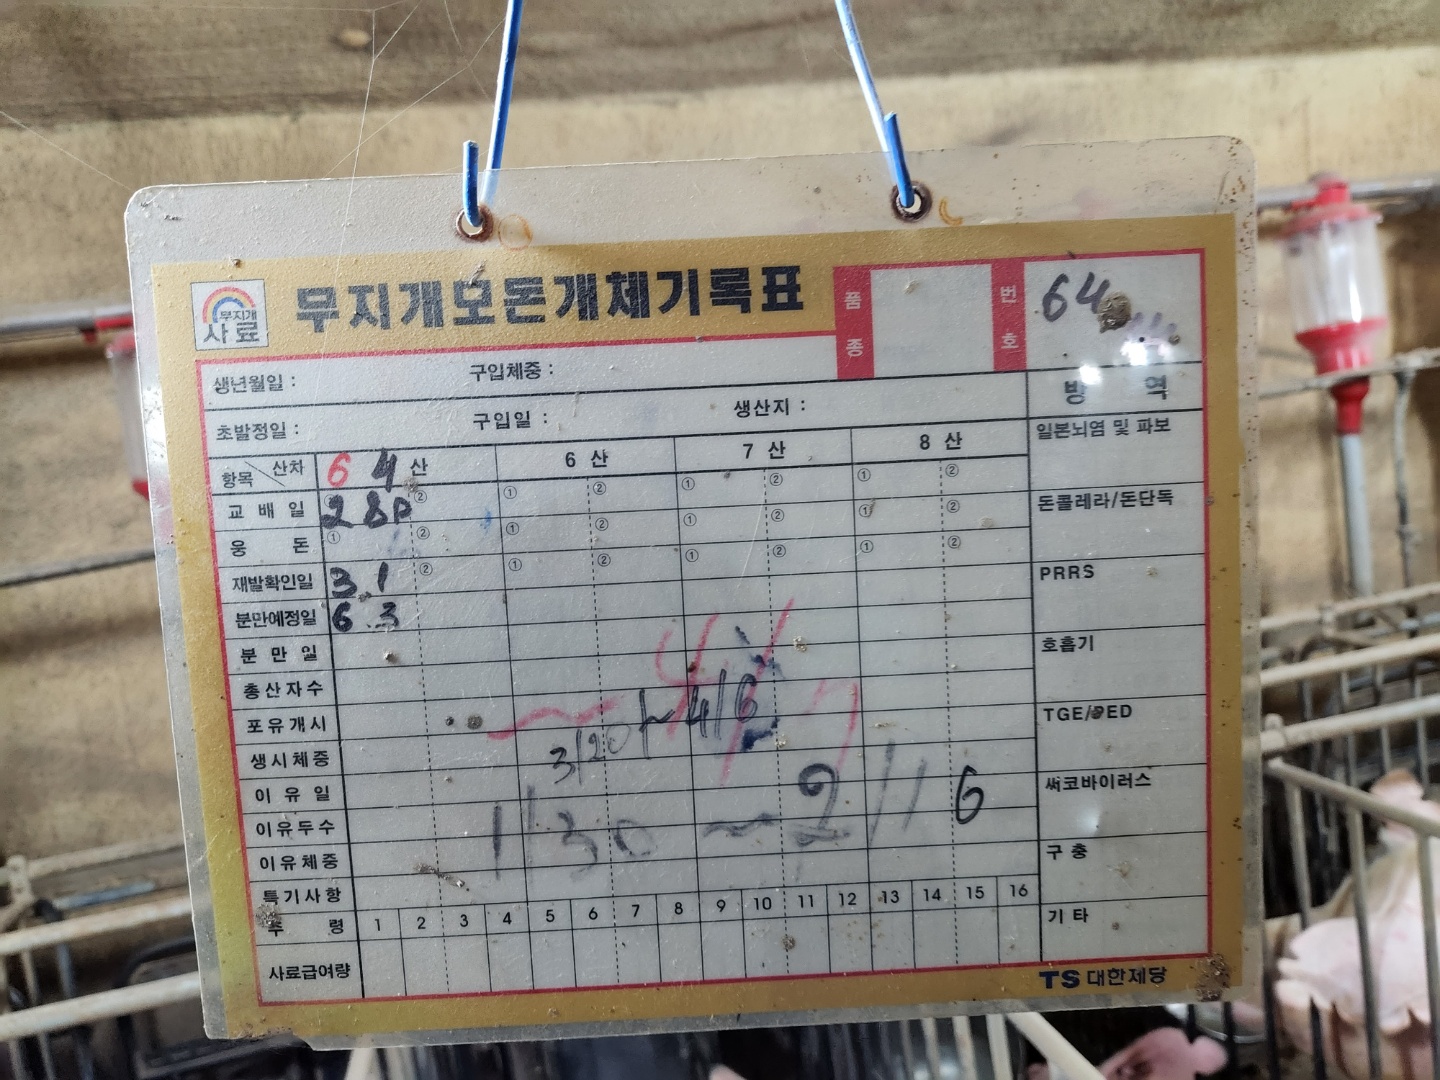 무지개
사료
무지개모돈개체기록표
품종
번호
64
생년월일 :
구입체중 :
방 역
초발정일 :
구입일 :
생산지 :
일본뇌염 및 파보
항목 산차
6 4 산
6 산
7 산
8 산
교 배 일
28P ②
① ②
① ②
① ②
돈콜레라/돈단독
웅 돈
① ②
① ②
① ②
① ②
재발확인일
3 1 ②
① ②
① ②
① ②
PRRS
분만예정일
6 3
분 만 일
호흡기
총산자수
포유개시
3/20 ~ 4/6
TGE/PED
생시체중
이 유 일
써코바이러스
이유두수
1/30 ~ 2/16
이유체중
구 충
특기사항
주 령
1 2 3 4 5 6 7 8 9 10 11 12 13 14 15 16
기 타
사료급여량
TS 대한제당